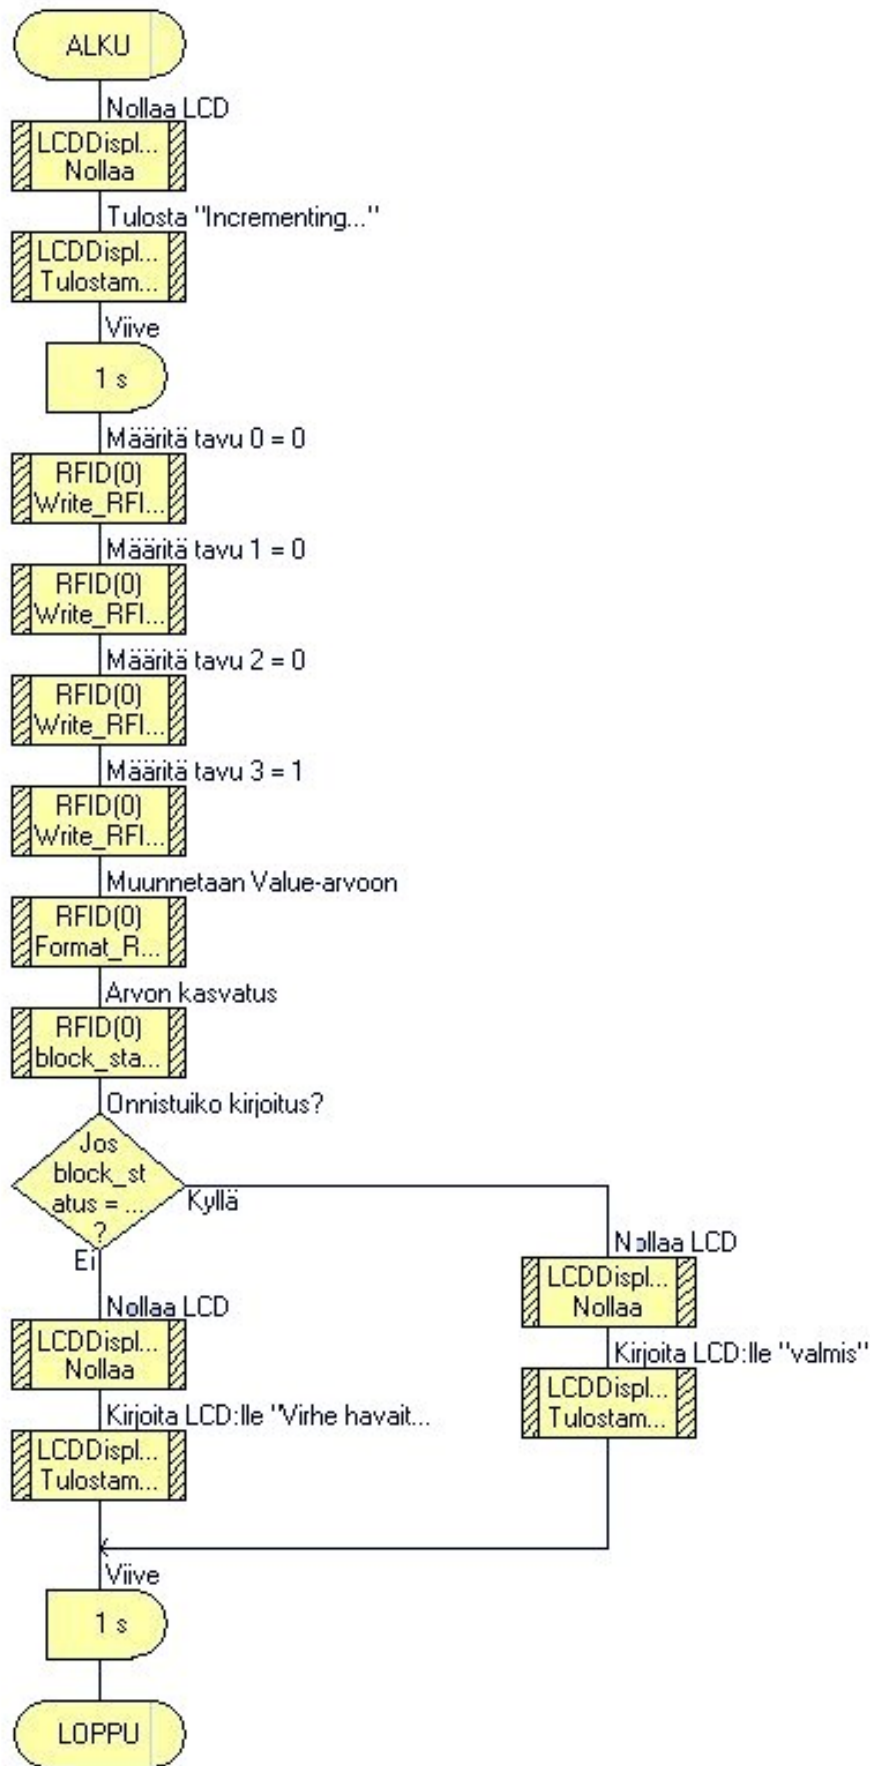 ALKU
Nollaa LCD
LCDDispl...
Nollaa
Tulosta "Incrementing..."
LCDDispl...
Tulostam...
Viive
1 s
Määritä tavu 0 = 0
RFID(0)
Write_RFI...
Määritä tavu 1 = 0
RFID(0)
Write_RFI...
Määritä tavu 2 = 0
RFID(0)
Write_RFI...
Määritä tavu 3 = 1
RFID(0)
Write_RFI...
Muunnetaan Value-arvoon
RFID(0)
Format_R...
Arvon kasvatus
RFID(0)
block_sta...
Onnistuiko kirjoitus?
Jos
block_st
atus = ...
?
Kyllä
Ei
Nollaa LCD
LCDDispl...
Nollaa
Kirjoita LCD:lle "Virhe havait...
LCDDispl...
Tulostam...
Nollaa LCD
LCDDispl...
Nollaa
Kirjoita LCD:lle "valmis"
LCDDispl...
Tulostam...
Viive
1 s
LOPPU